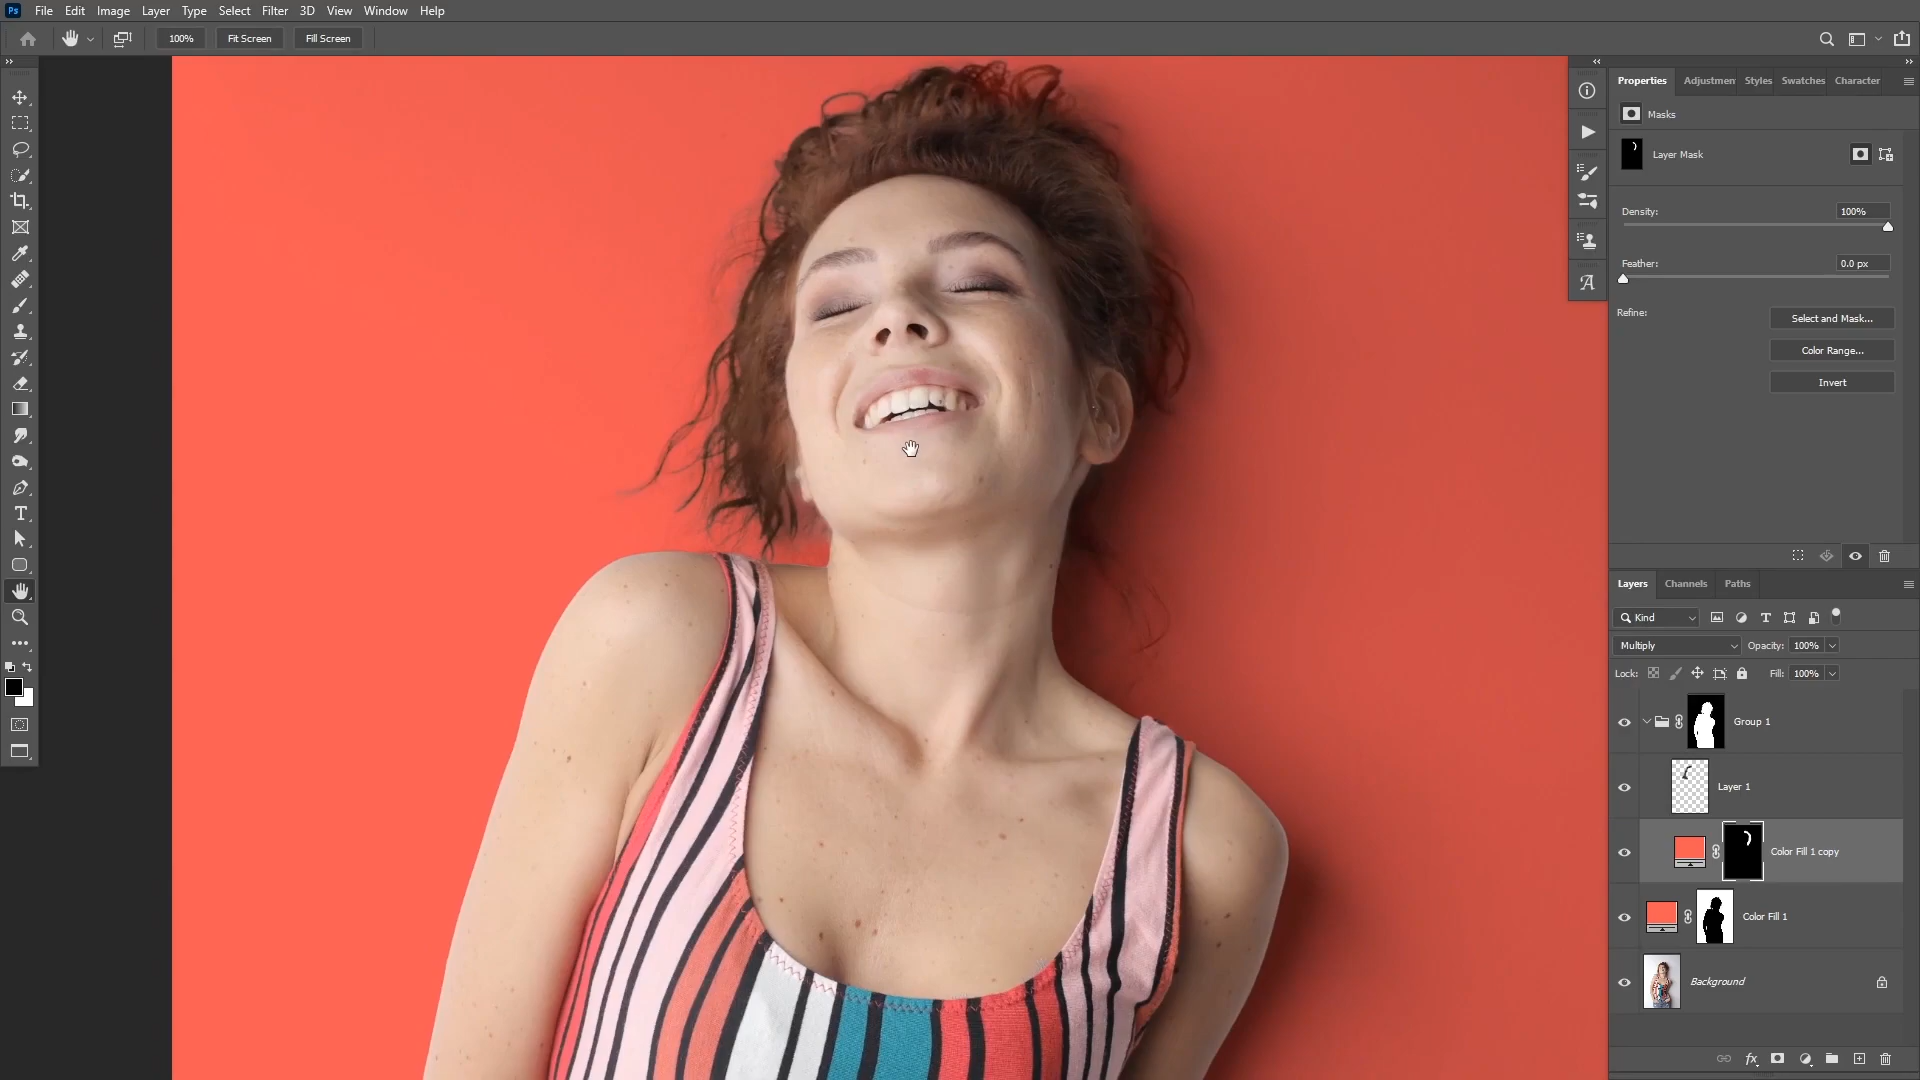 Ps File Edit Image Layer Type Select Filter 3D View Window Help
100% Fit Screen Fill Screen
Properties Adjustmen Styles Swatches Character
Masks
Layer Mask
Density: 100%
Feather: 0.0 px
Refine:
Select and Mask...
Color Range...
Invert
Layers Channels Paths
Kind
Multiply Opacity: 100%
Lock: Fill: 100%
Group 1
Layer 1
Color Fill 1 copy
Color Fill 1
Background
fx